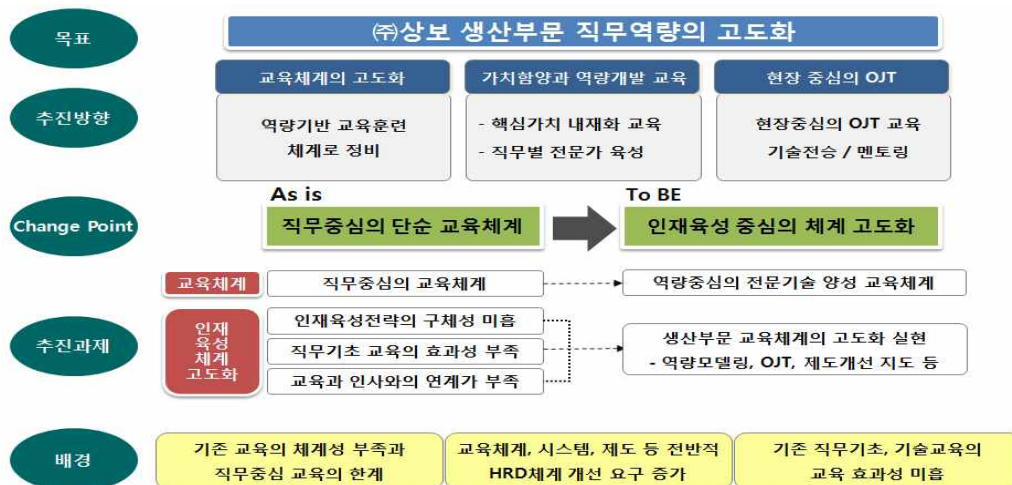 목표
㈜상보 생산부문 직무역량의 고도화
추진방향
교육체계의 고도화
역량기반 교육훈련
체계로 정비
가치함양과 역량개발 교육
- 핵심가치 내재화 교육
- 직무별 전문가 육성
현장 중심의 OJT
현장중심의 OJT 교육
기술전승 / 멘토링
Change Point
As is
직무중심의 단순 교육체계
To BE
인재육성 중심의 체계 고도화
추진과제
교육체계
직무중심의 교육체계
역량중심의 전문기술 양성 교육체계
인재
육성
체계
고도화
인재육성전략의 구체성 미흡
직무기초 교육의 효과성 부족
교육과 인사와의 연계가 부족
생산부문 교육체계의 고도화 실현
- 역량모델링, OJT, 제도개선 지도 등
배경
기존 교육의 체계성 부족과
직무중심 교육의 한계
교육체계, 시스템, 제도 등 전반적
HRD체계 개선 요구 증가
기존 직무기초, 기술교육의
교육 효과성 미흡